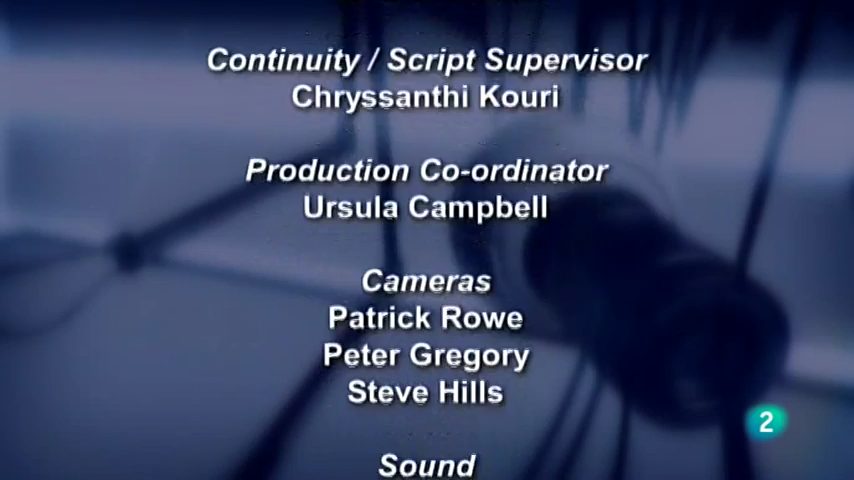 Continuity / Script Supervisor
Chryssanthi Kouri
Production Co-ordinator
Ursula Campbell
Cameras
Patrick Rowe
Peter Gregory
Steve Hills
2
Sound